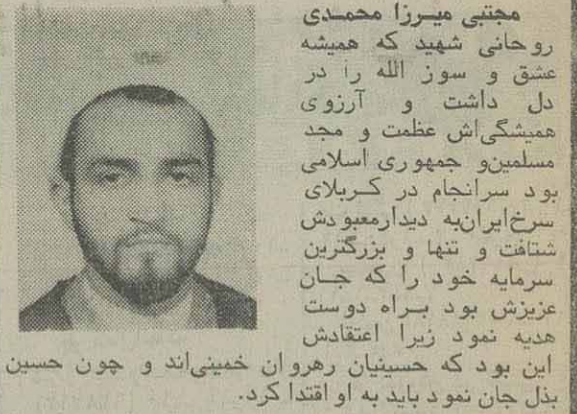 مجتبی میرزا محمدی
روحانی شهید که همیشه
عشق و سوز الله را در
دل داشت و آرزوی
همیشگی‌اش عظمت و مجد
مسلمین‌و جمهوری اسلامی
بود سرانجام در کربلای
سرخ‌ایران‌به دیدارمعبودش
شتافت و تنها و بزرگترین
سرمایه خود را که جان
عزیزش بود براه دوست
هدیه نمود زیرا اعتقادش
این بود که حسینیان رهروان خمینی‌اند و چون حسین
بذل جان نمود باید به او اقتدا کرد.